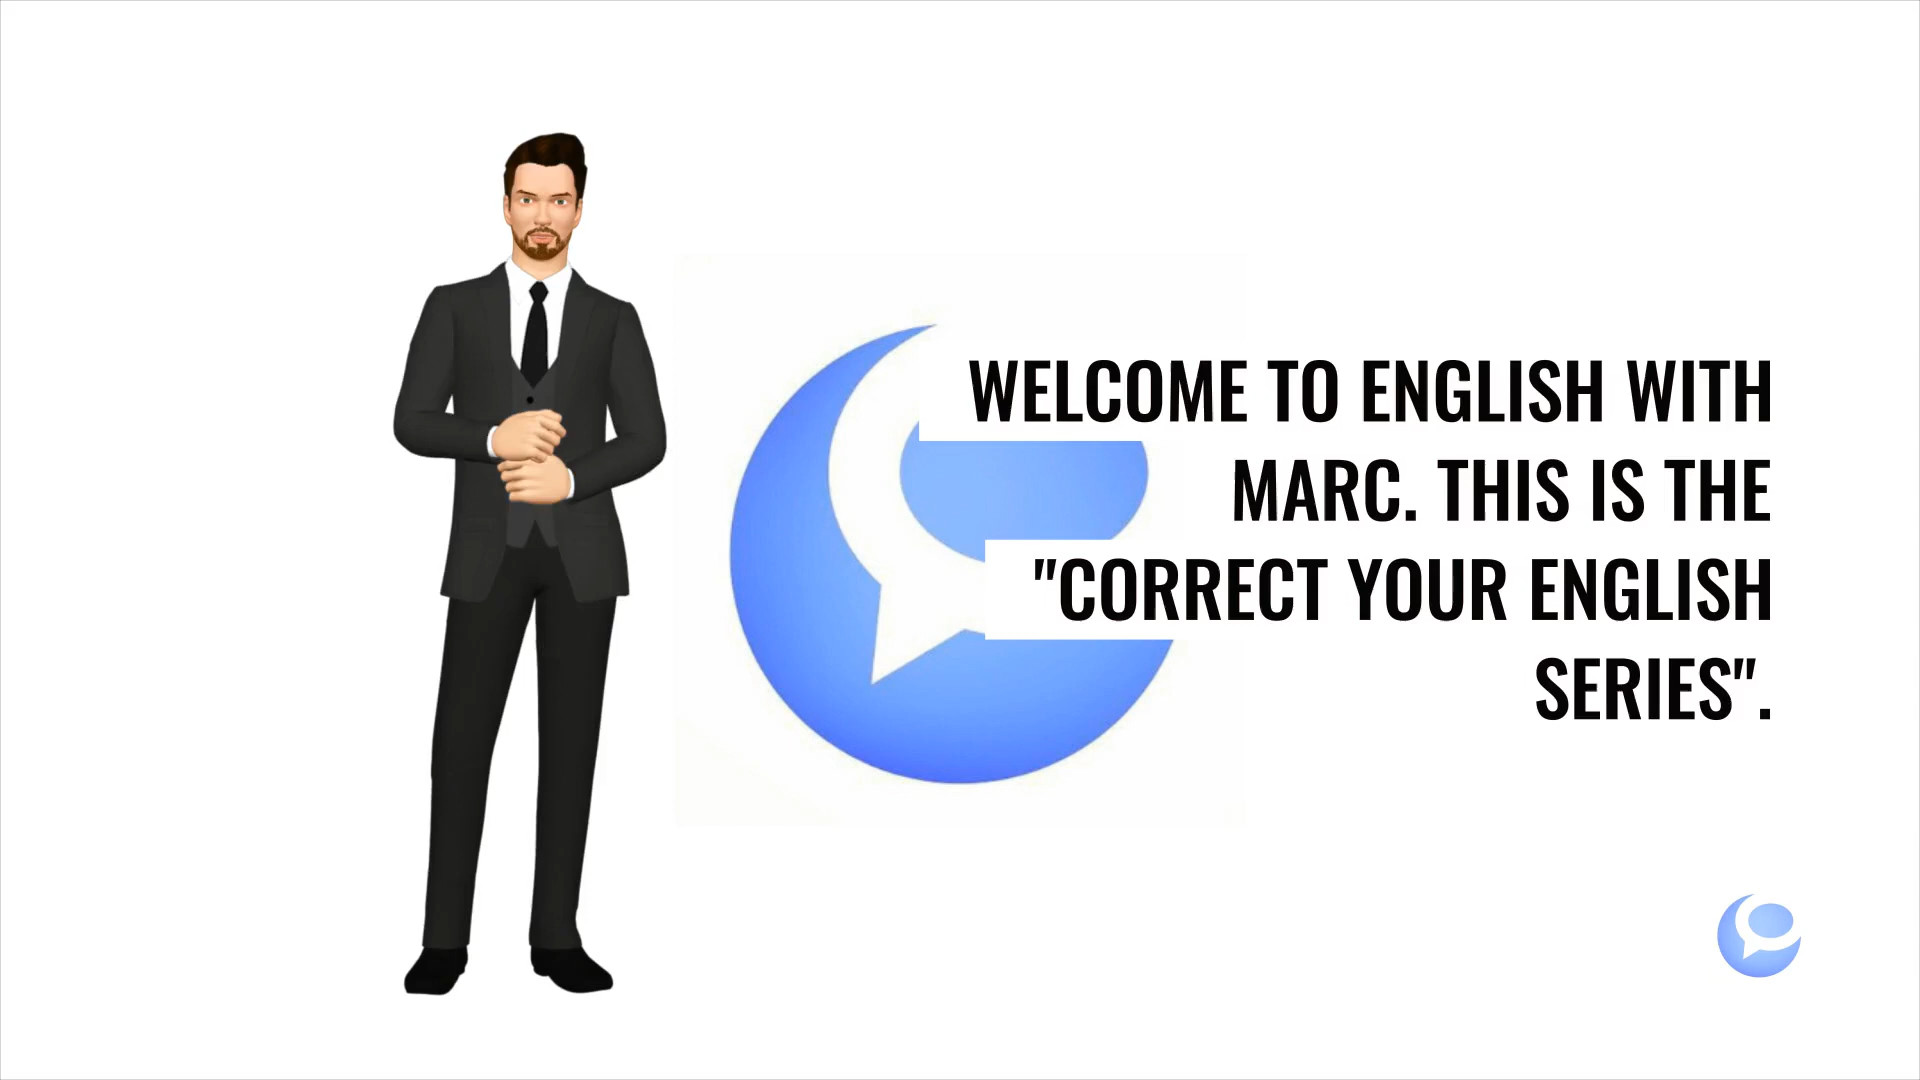 WELCOME TO ENGLISH WITH
MARC. THIS IS THE
"CORRECT YOUR ENGLISH
SERIES".